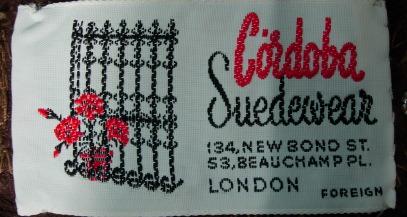 Córdoba
Suedewear
134, NEW BOND ST.
53, BEAUCHAMP PL.
LONDON FOREIGN